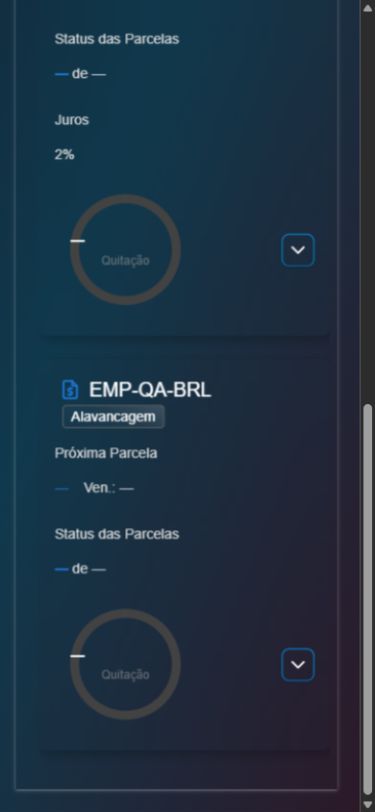 Status das Parcelas
— de —
Juros
2%
—
Quitação
EMP-QA-BRL
Alavancagem
Próxima Parcela
— Ven.: —
Status das Parcelas
— de —
—
Quitação